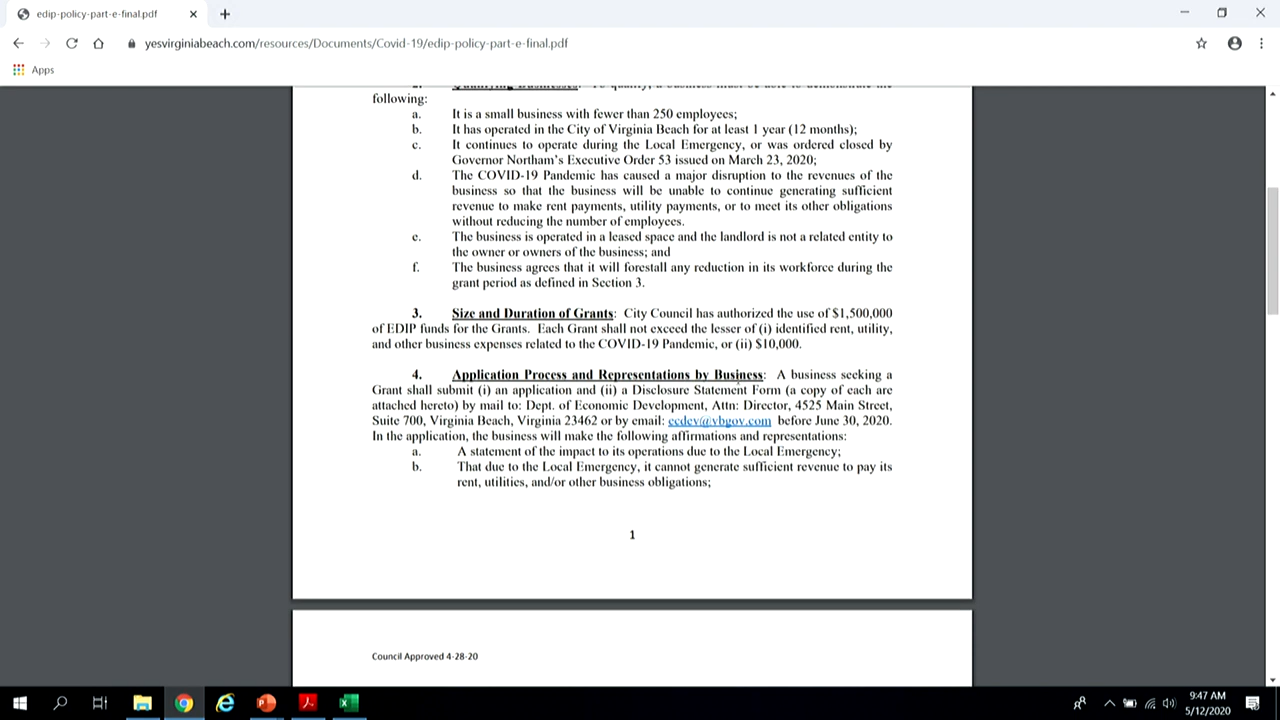 edip-policy-part-e-final.pdf
yesvirginiabeach.com/resources/Documents/Covid-19/edip-policy-part-e-final.pdf
Apps
2. Qualifying Businesses: To qualify, a business must be able to demonstrate the
following:
a. It is a small business with fewer than 250 employees;
b. It has operated in the City of Virginia Beach for at least 1 year (12 months);
c. It continues to operate during the Local Emergency, or was ordered closed by
Governor Northam's Executive Order 53 issued on March 23, 2020;
d. The COVID-19 Pandemic has caused a major disruption to the revenues of the
business so that the business will be unable to continue generating sufficient
revenue to make rent payments, utility payments, or to meet its other obligations
without reducing the number of employees.
e. The business is operated in a leased space and the landlord is not a related entity to
the owner or owners of the business; and
f. The business agrees that it will forestall any reduction in its workforce during the
grant period as defined in Section 3.
3. Size and Duration of Grants: City Council has authorized the use of $1,500,000
of EDIP funds for the Grants. Each Grant shall not exceed the lesser of (i) identified rent, utility,
and other business expenses related to the COVID-19 Pandemic, or (ii) $10,000.
4. Application Process and Representations by Business: A business seeking a
Grant shall submit (i) an application and (ii) a Disclosure Statement Form (a copy of each are
attached hereto) by mail to: Dept. of Economic Development, Attn: Director, 4525 Main Street,
Suite 700, Virginia Beach, Virginia 23462 or by email: ecdev@vbgov.com before June 30, 2020.
In the application, the business will make the following affirmations and representations:
a. A statement of the impact to its operations due to the Local Emergency;
b. That due to the Local Emergency, it cannot generate sufficient revenue to pay its
rent, utilities, and/or other business obligations;
1
Council Approved 4-28-20
9:47 AM
5/12/2020